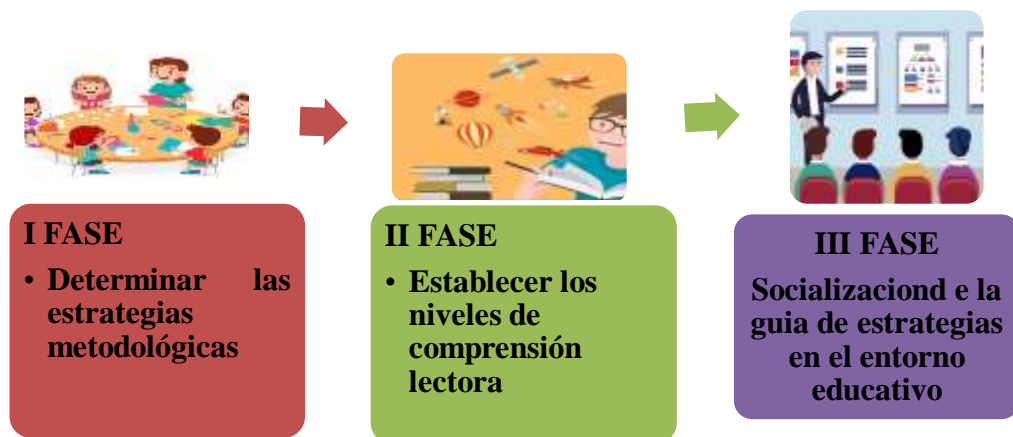 I FASE
• Determinar las
estrategias
metodológicas
II FASE
• Establecer los
niveles de
comprensión
lectora
III FASE
Socializaciond e la
guia de estrategias
en el entorno
educativo